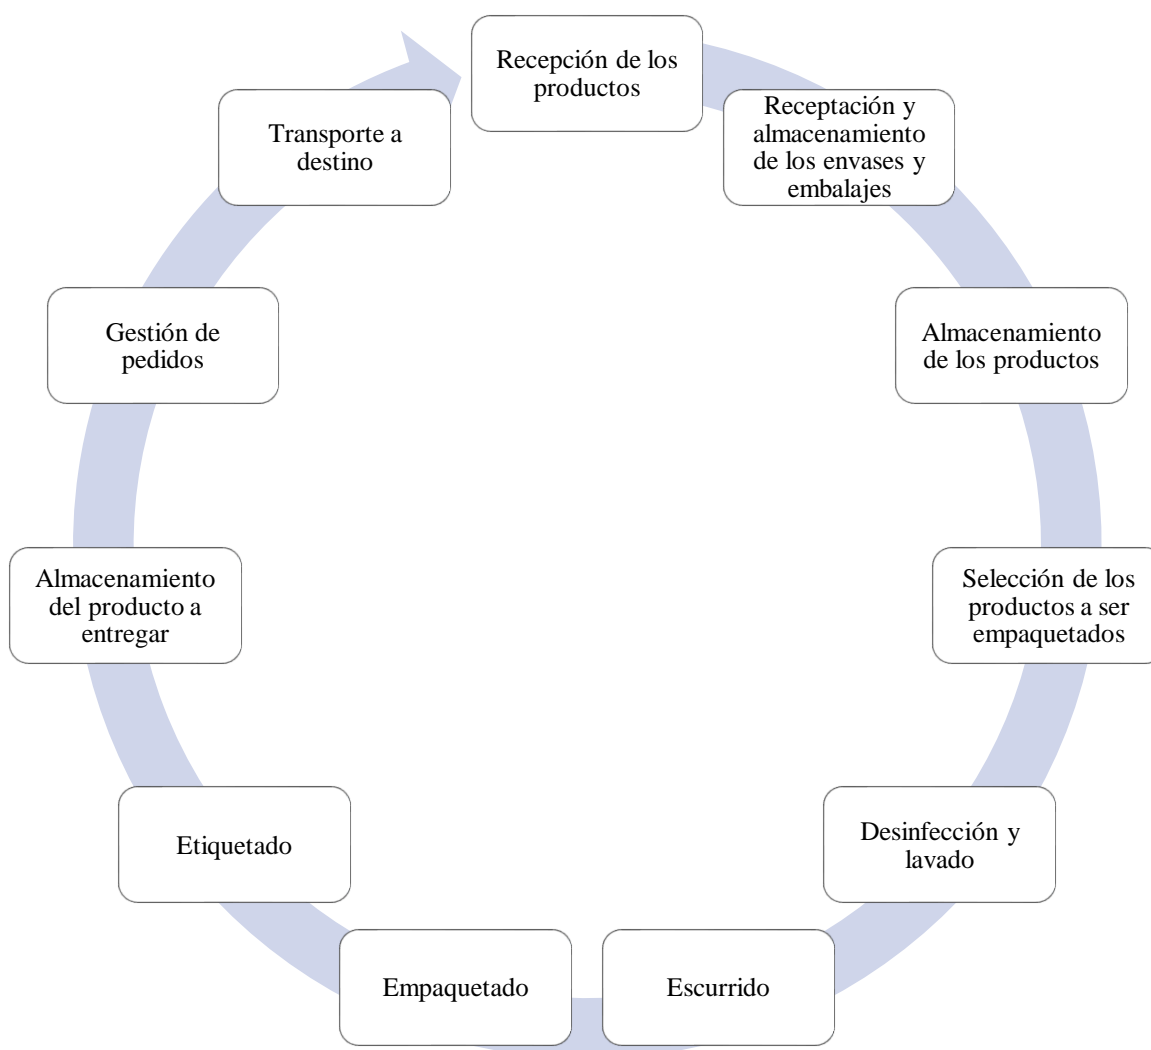 Recepción de los
productos
Receptación y
almacenamiento
de los envases y
embalajes
Almacenamiento
de los productos
Selección de los
productos a ser
empaquetados
Desinfección y
lavado
Escurrido
Empaquetado
Etiquetado
Almacenamiento
del producto a
entregar
Gestión de
pedidos
Transporte a
destino